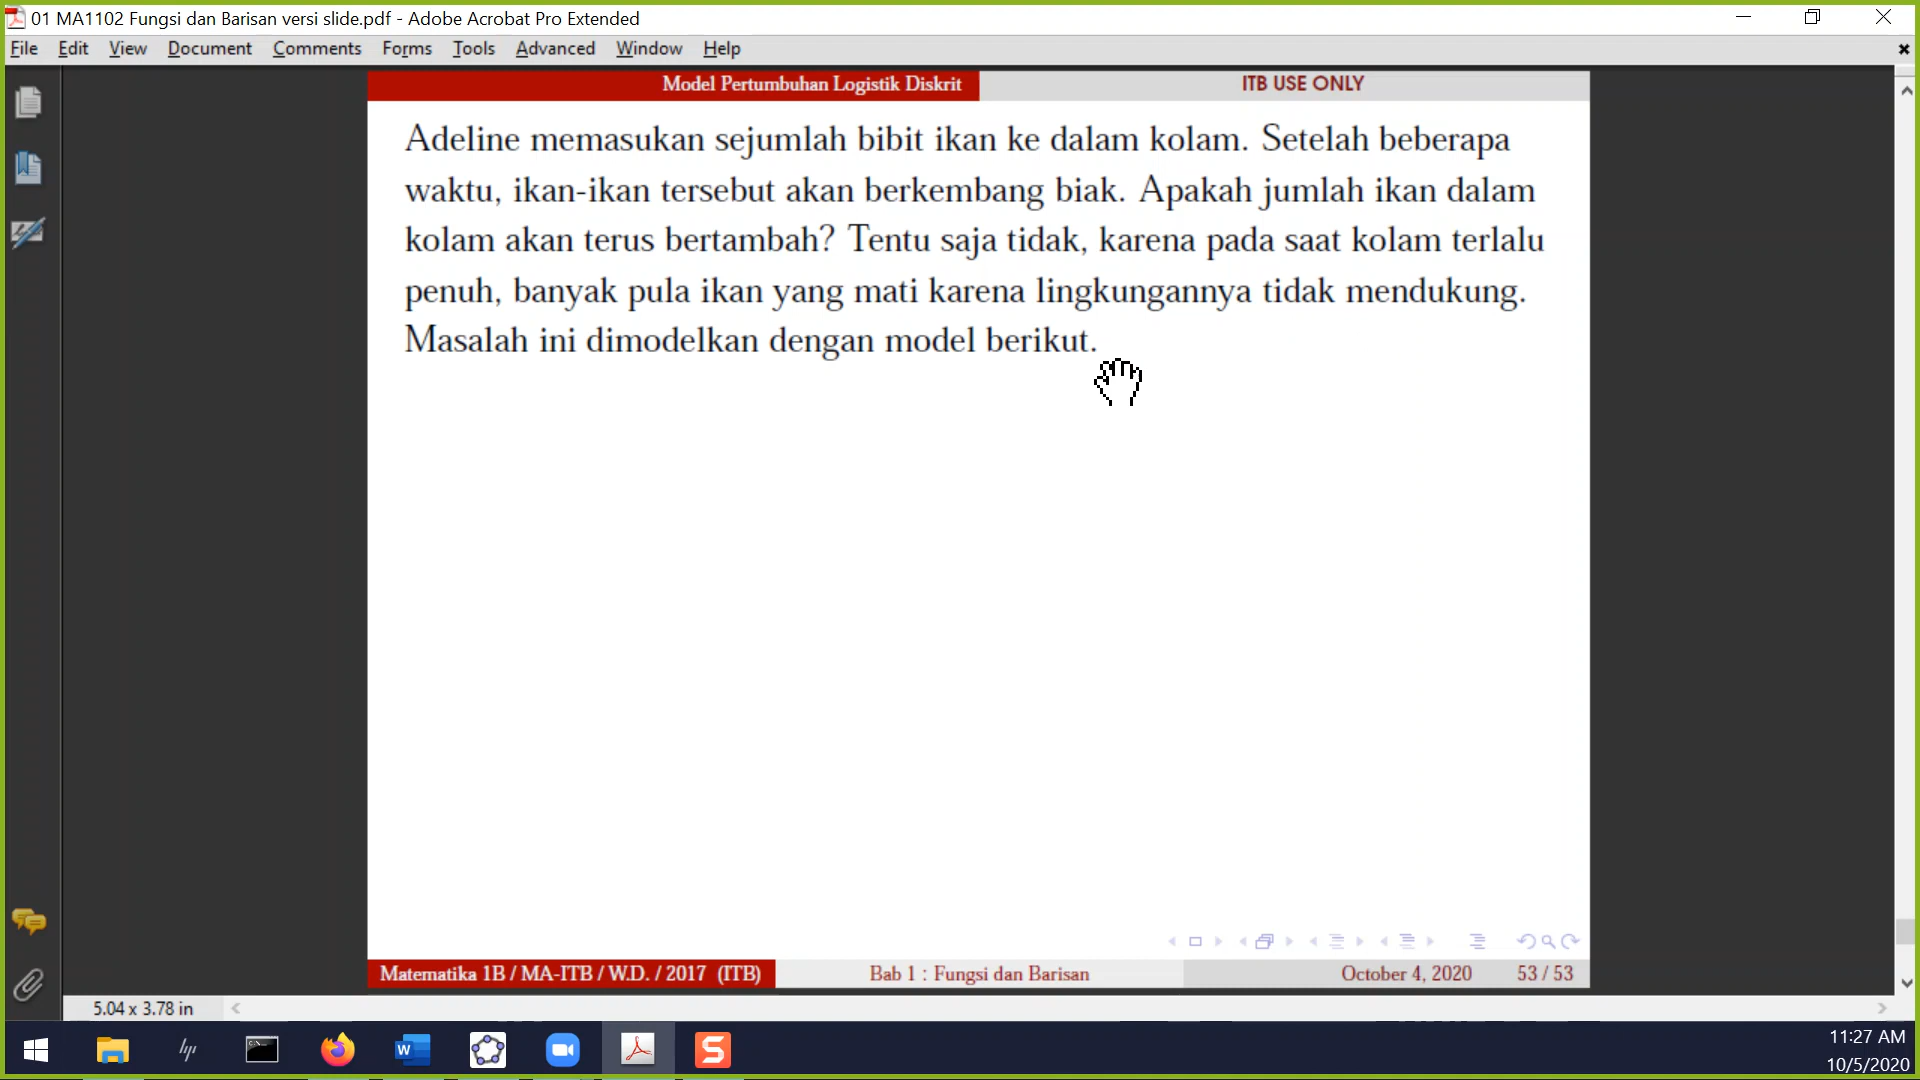 01 MA1102 Fungsi dan Barisan versi slide.pdf - Adobe Acrobat Pro Extended
File Edit View Document Comments Forms Tools Advanced Window Help
Model Pertumbuhan Logistik Diskrit
ITB USE ONLY
Adeline memasukan sejumlah bibit ikan ke dalam kolam. Setelah beberapa
waktu, ikan-ikan tersebut akan berkembang biak. Apakah jumlah ikan dalam
kolam akan terus bertambah? Tentu saja tidak, karena pada saat kolam terlalu
penuh, banyak pula ikan yang mati karena lingkungannya tidak mendukung.
Masalah ini dimodelkan dengan model berikut.
Matematika 1B / MA-ITB / W.D. / 2017 (ITB)
Bab 1 : Fungsi dan Barisan
October 4, 2020
53 / 53
5.04 x 3.78 in
11:27 AM
10/5/2020